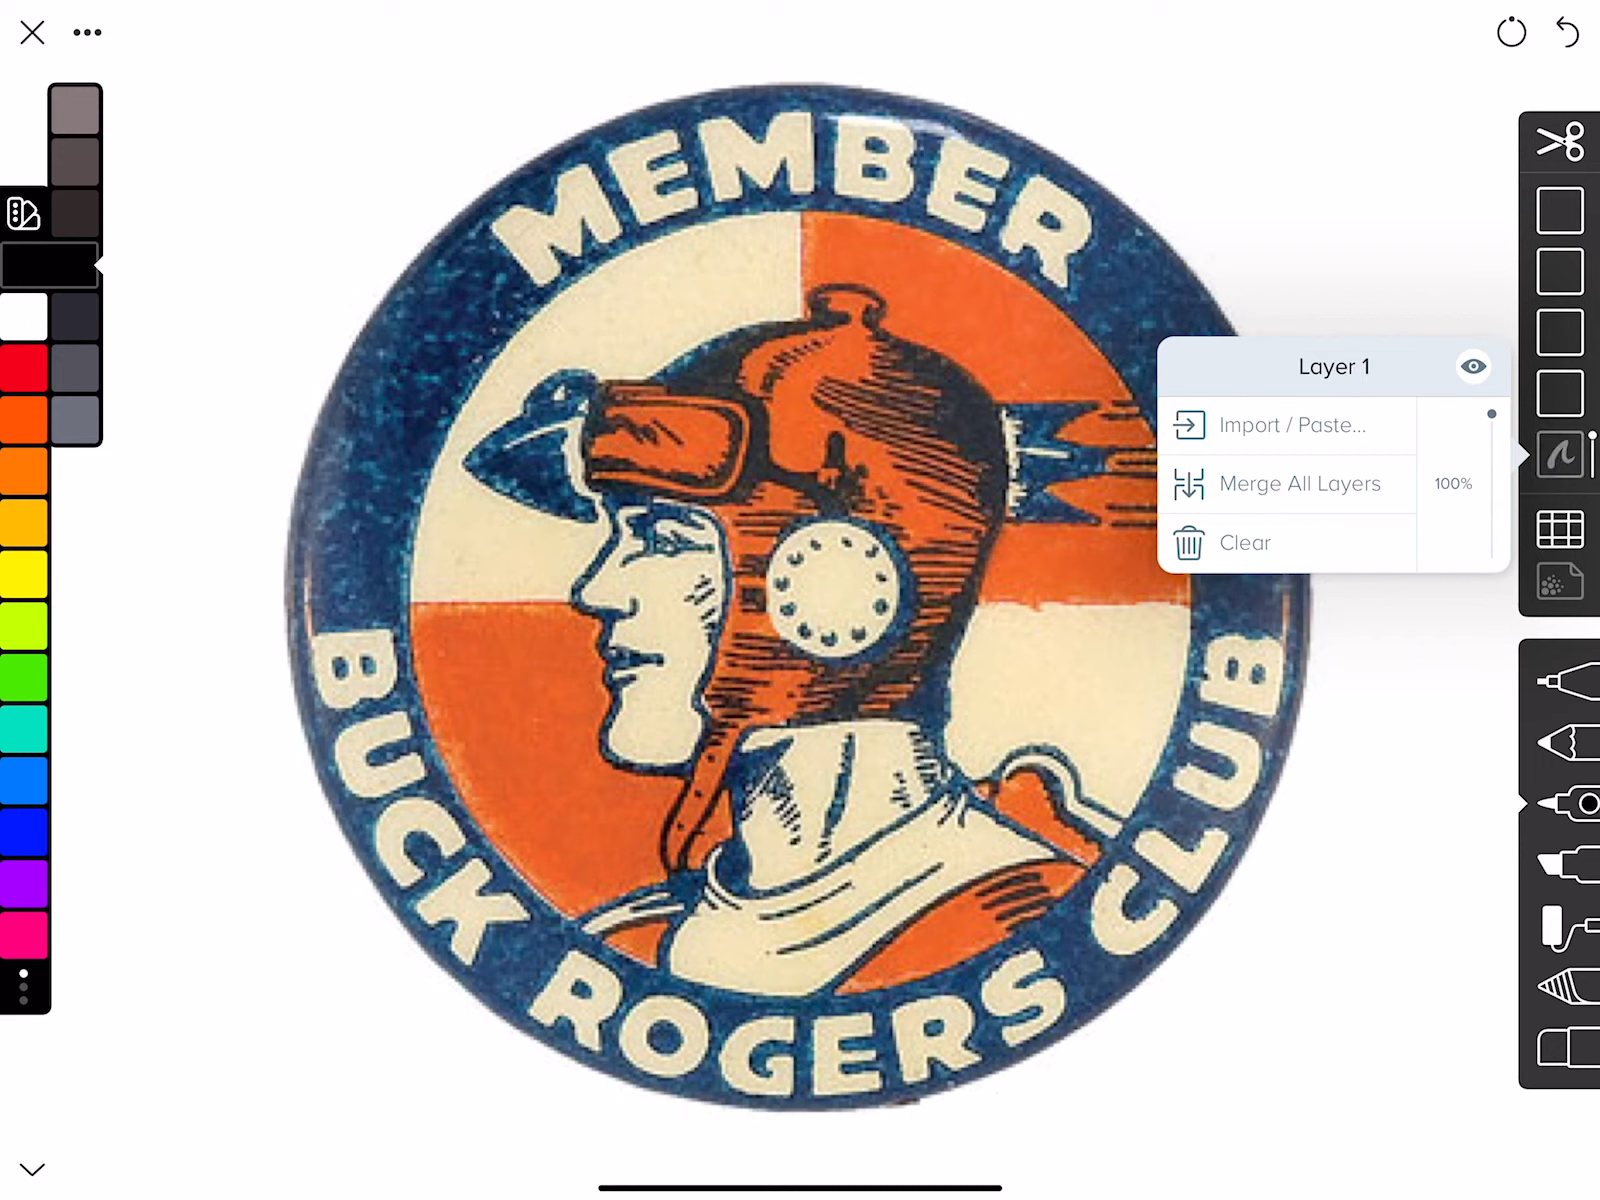 MEMBER
BUCK ROGERS CLUB
Layer 1
Import / Paste...
Merge All Layers
100%
Clear